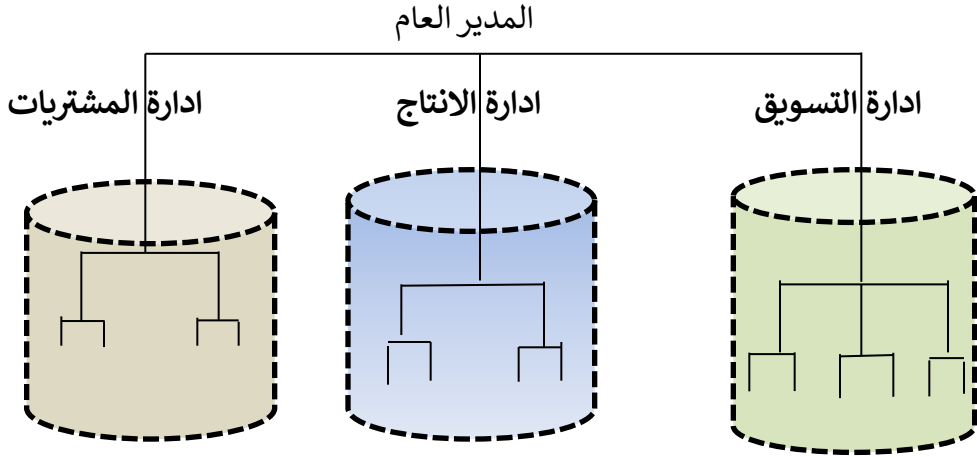 المدير العام
ادارة التسويق
ادارة الانتاج
ادارة المشتريات